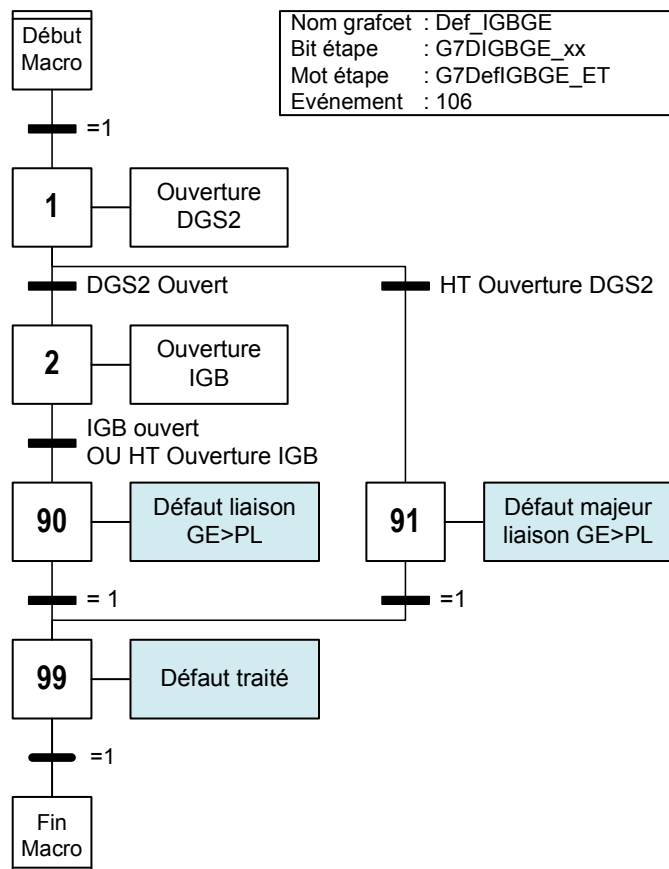 Début
Macro
Nom grafcet : Def_IGBGE
Bit étape : G7DIGBGE_xx
Mot étape : G7DefIGBGE_ET
Evénement : 106
=1
1
Ouverture
DGS2
DGS2 Ouvert
HT Ouverture DGS2
2
Ouverture
IGB
IGB ouvert
OU HT Ouverture IGB
90
Défaut liaison
GE>PL
91
Défaut majeur
liaison GE>PL
= 1
=1
99
Défaut traité
=1
Fin
Macro